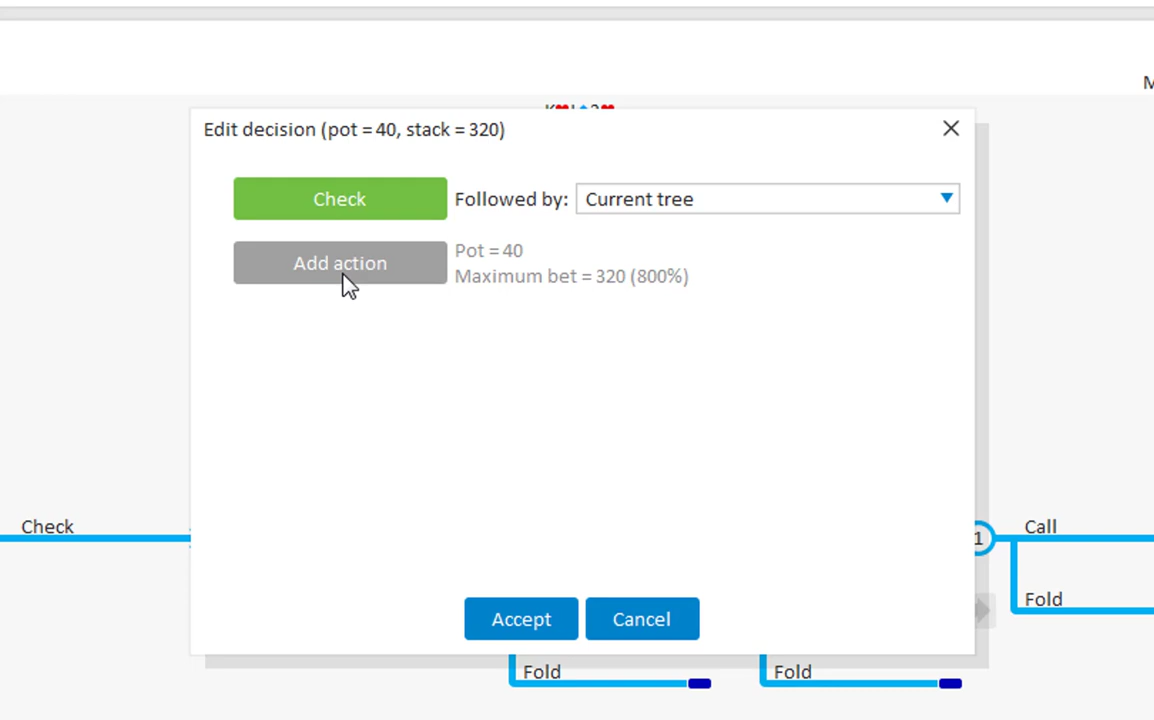 M
Edit decision (pot = 40, stack = 320)
Check
Followed by:
Current tree
Add action
Pot = 40
Maximum bet = 320 (800%)
Check
1
Call
Fold
Accept
Cancel
Fold
Fold